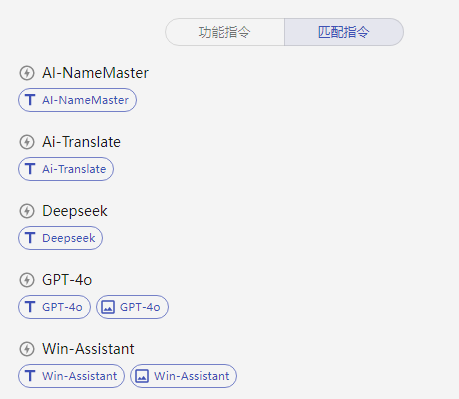 功能指令 匹配指令
AI-NameMaster
AI-NameMaster
Ai-Translate
Ai-Translate
Deepseek
Deepseek
GPT-4o
GPT-4o GPT-4o
Win-Assistant
Win-Assistant Win-Assistant